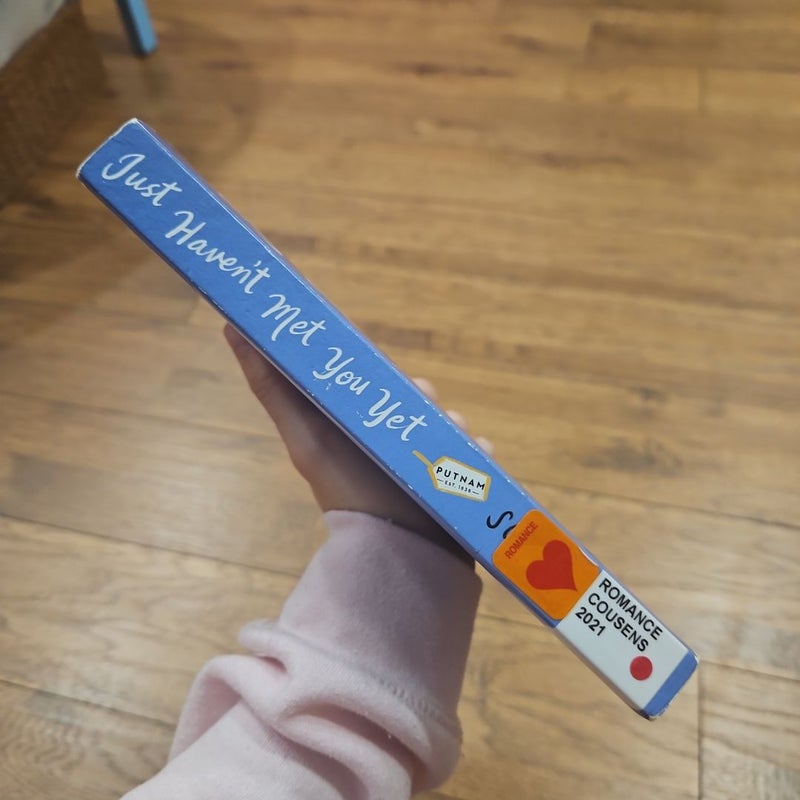 Just Haven't Met You Yet
PUTNAM
EST. 1838
ROMANCE
ROMANCE
COUSENS
2021